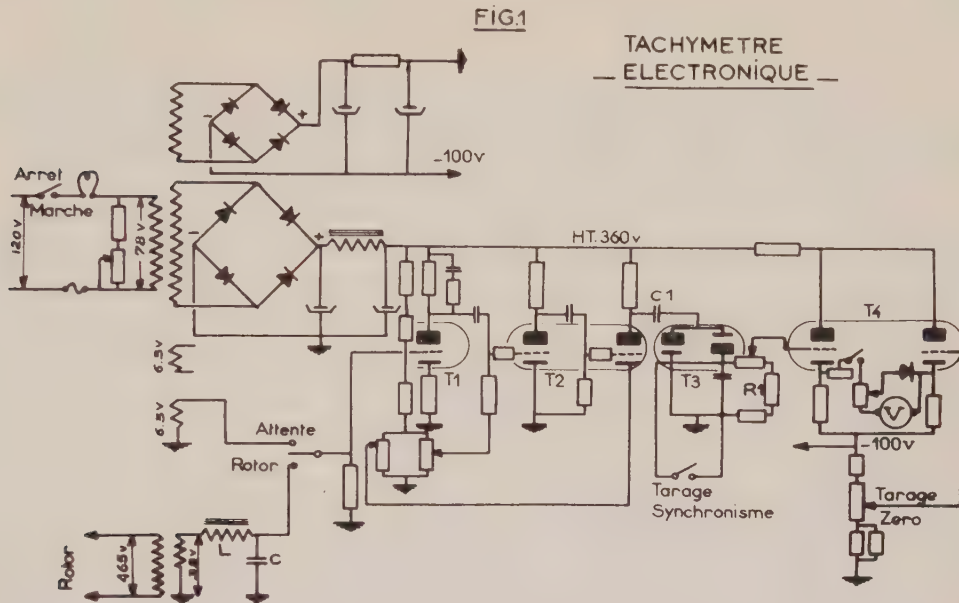 FIG.1
TACHYMETRE
ELECTRONIQUE
-
+
-100v
Arret
Marche
120v
78v
-
+
HT.360v
C1
T1
T2
T3
T4
R1
V
6.5v
6.5v
Attente
Rotor
-100v
Tarage
Synchronisme
Tarage
Zero
Rotor
465v
L
C